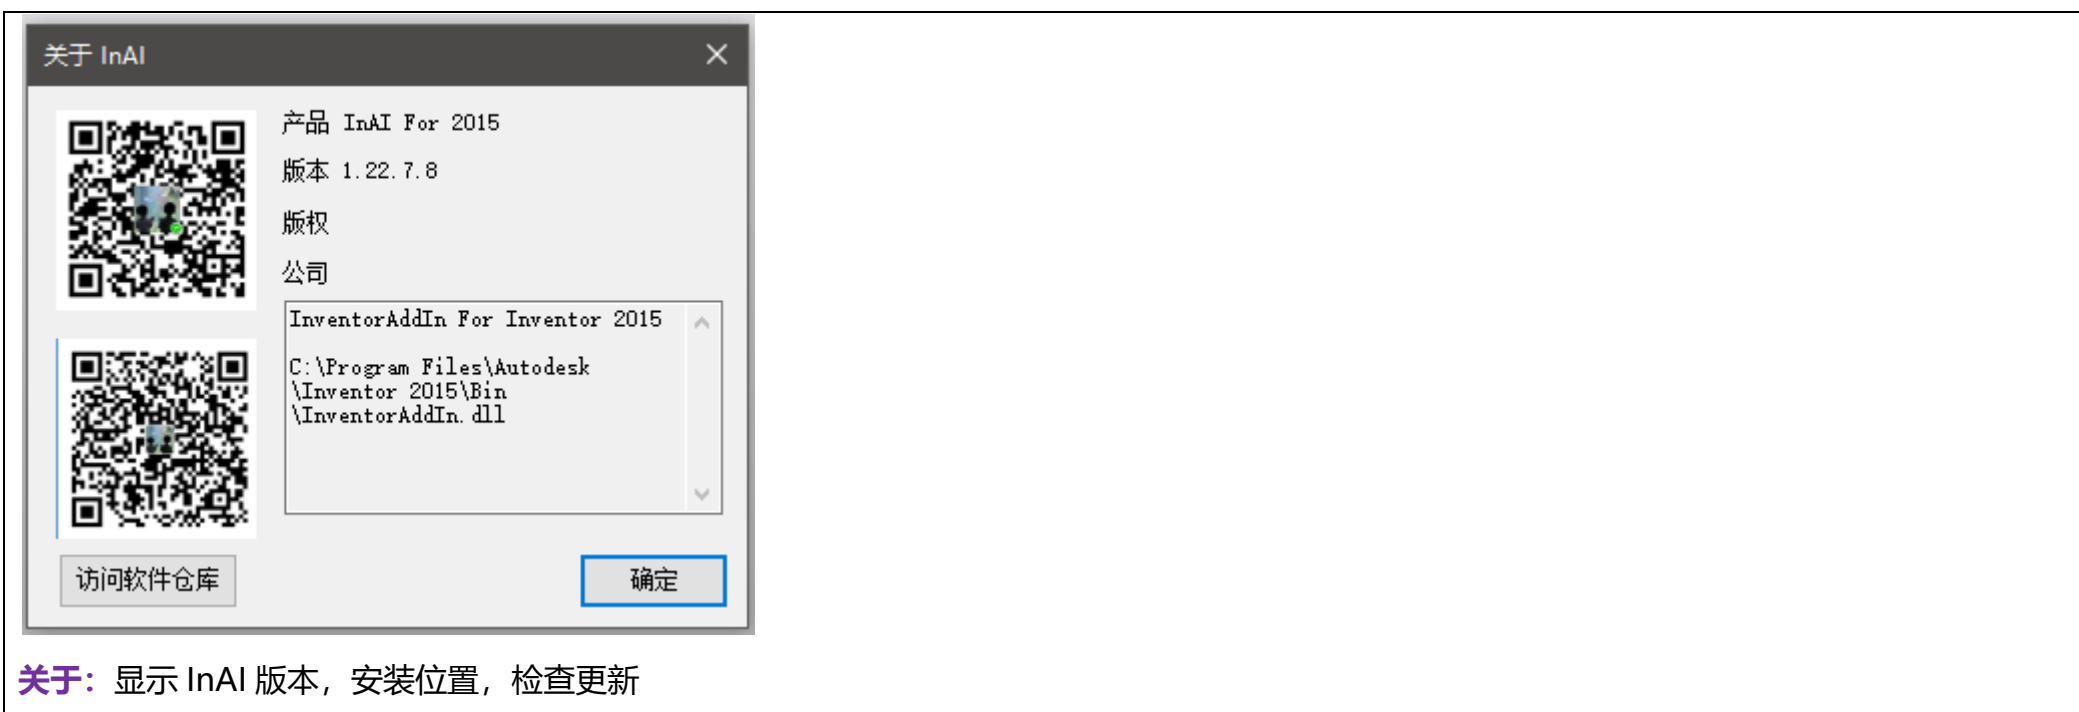 关于 InAI
产品 InAI For 2015
版本 1.22.7.8
版权
公司
InventorAddIn For Inventor 2015
C:\Program Files\Autodesk
\Inventor 2015\Bin
\InventorAddIn.dll
访问软件仓库
确定
关于：显示 InAI 版本，安装位置，检查更新